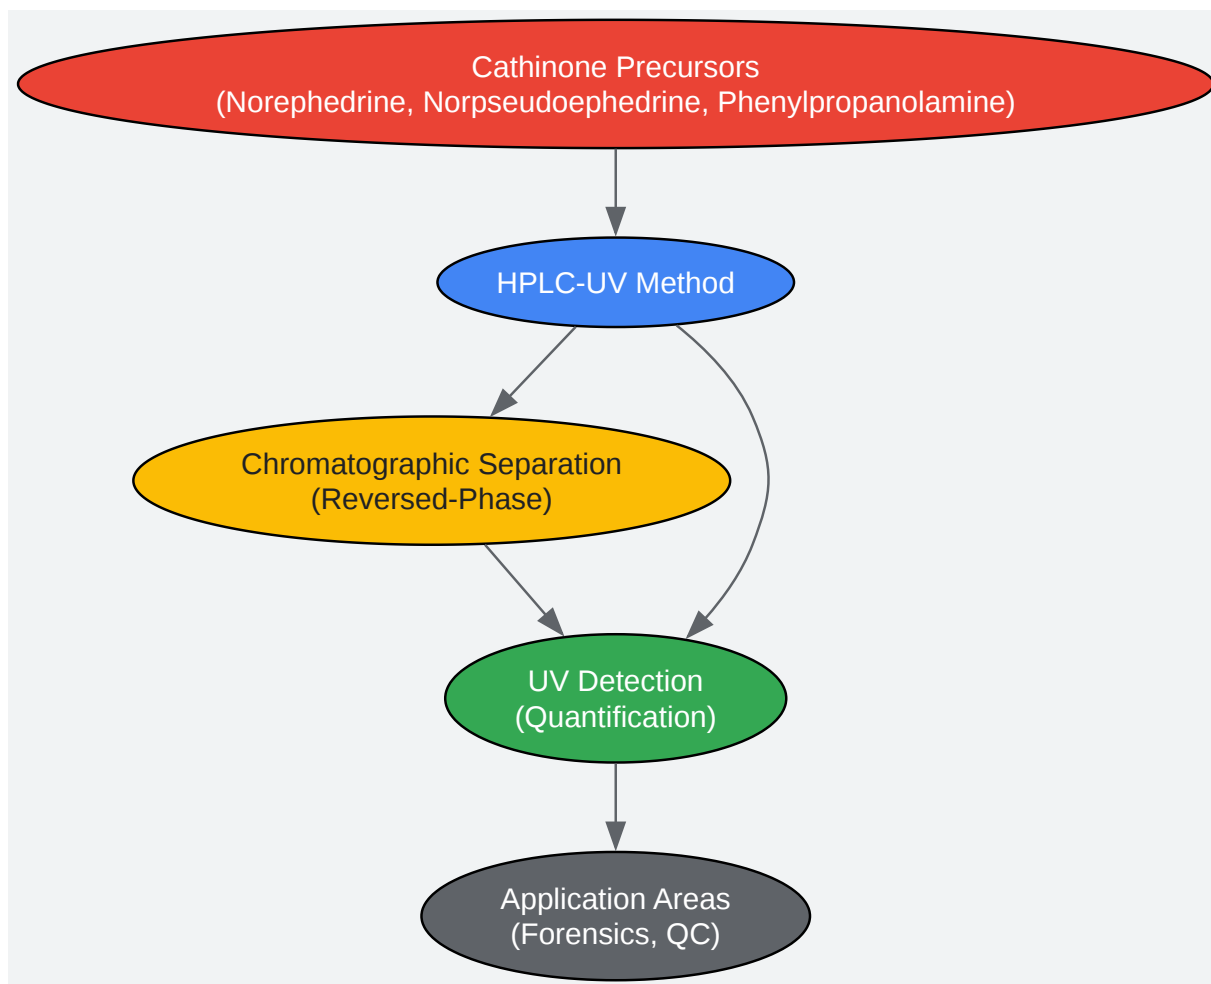 Cathinone Precursors
(Norephedrine, Norpseudoephedrine, Phenylpropanolamine)
HPLC-UV Method
Chromatographic Separation
(Reversed-Phase)
UV Detection
(Quantification)
Application Areas
(Forensics, QC)